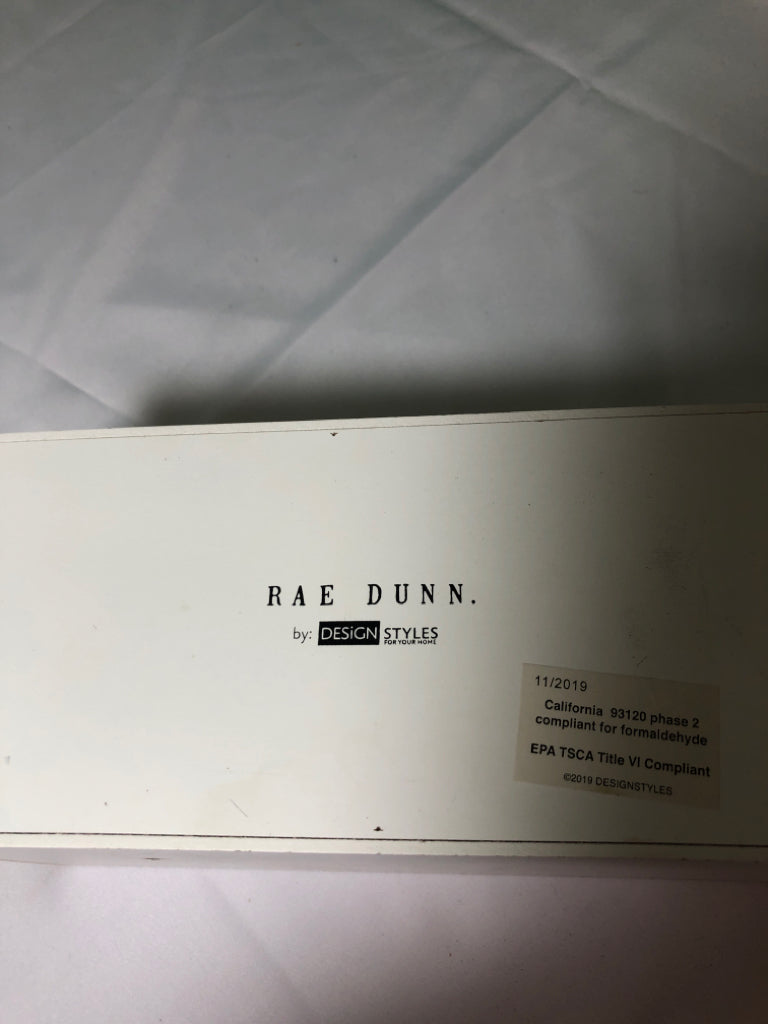 RAE DUNN.
by: DESiGN STYLES
FOR YOUR HOME
11/2019
California 93120 phase 2
compliant for formaldehyde
EPA TSCA Title VI Compliant
©2019 DESIGNSTYLES